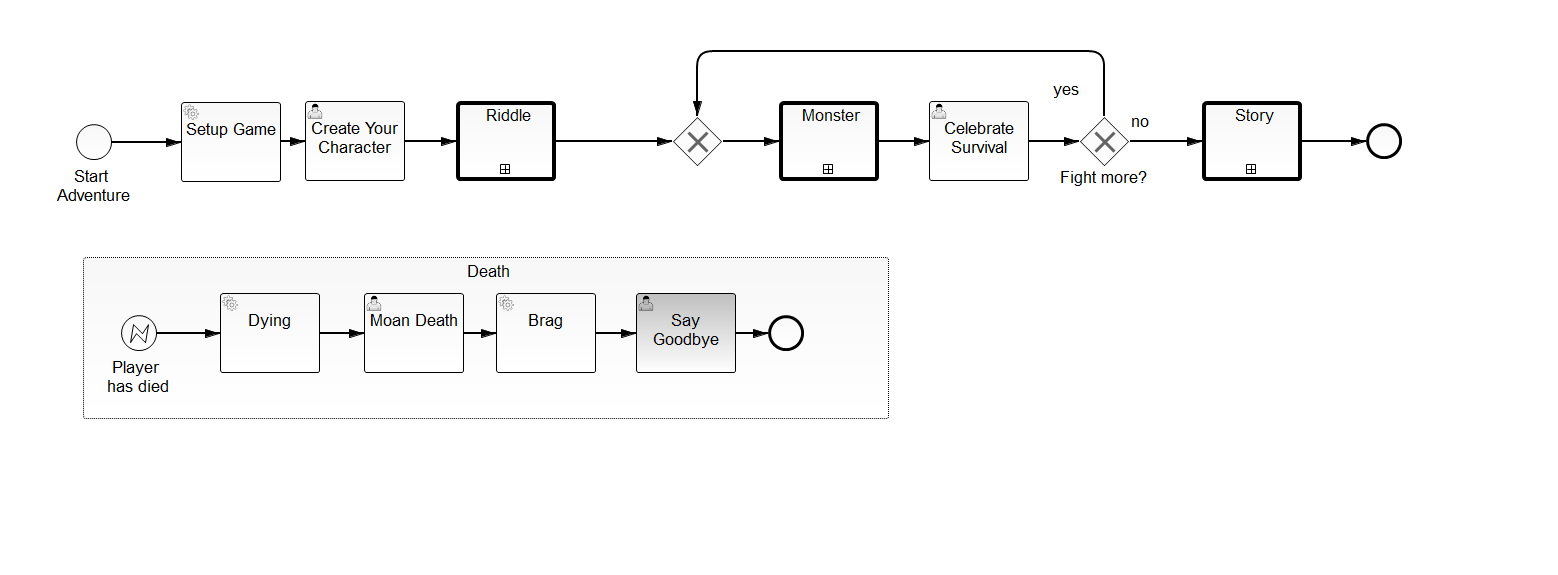 Start
Adventure
Setup Game
Create Your
Character
Riddle
Monster
Celebrate
Survival
yes
no
Fight more?
Story
Death
Player
has died
Dying
Moan Death
Brag
Say
Goodbye